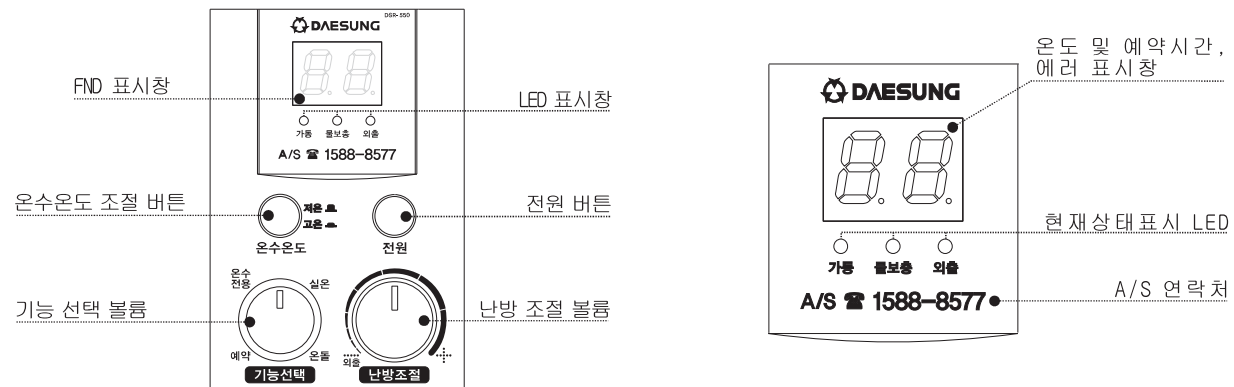 DSR-550
DAESUNG
FND 표시창
LED 표시창
가동 물보충 외출
A/S ☎ 1588-8577
온수온도 조절 버튼
저온
고온
온수온도
전원
전원 버튼
기능 선택 볼륨
온수
전용
실온
예약
온돌
기능선택
외출
난방조절
난방 조절 볼륨
온도 및 예약시간,
에러 표시창
DAESUNG
현재상태표시 LED
가동 물보충 외출
A/S ☎ 1588-8577
A/S 연락처